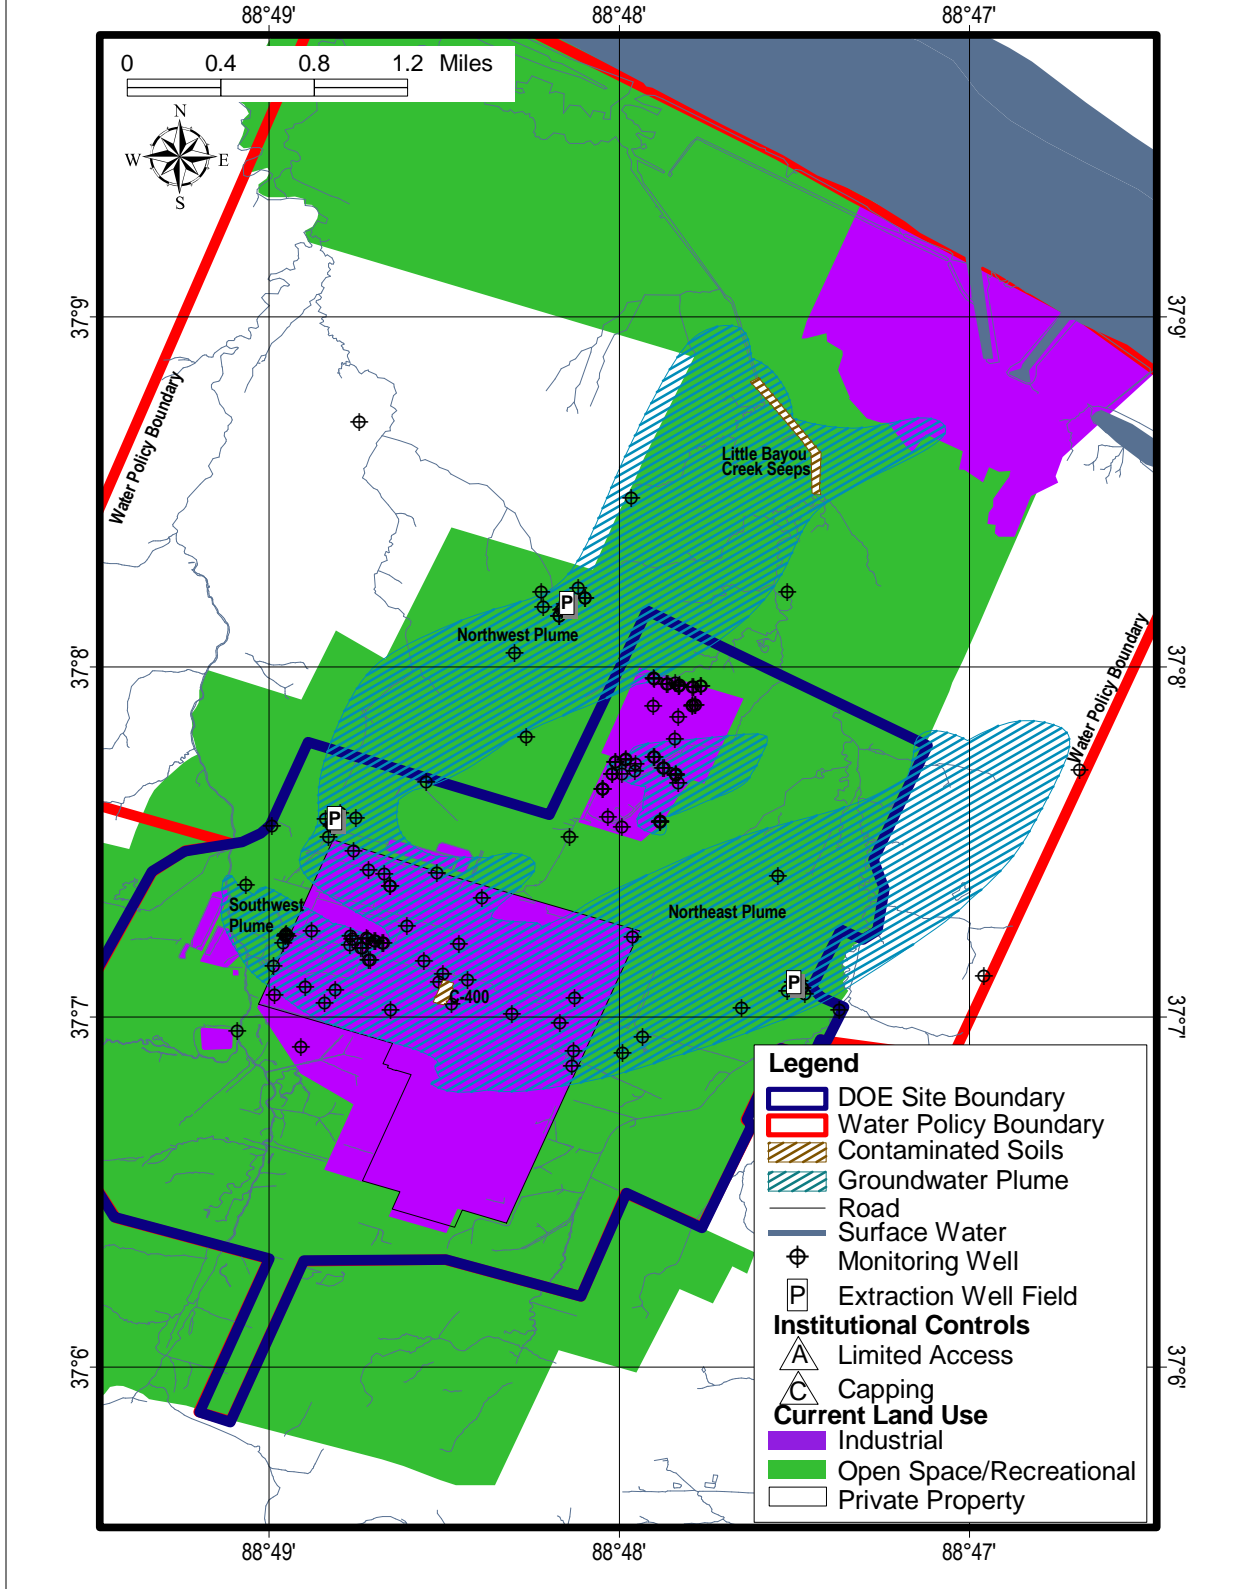 88°49' 88°48' 88°47'
0 0.4 0.8 1.2 Miles
N
W E
S
37°9' 37°9'
Water Policy Boundary
Little Bayou
Creek Seeps
P
Northwest Plume
Water Policy Boundary
37°8' 37°8'
P
Southwest
Plume
Northeast Plume
P
C-400
37°7' 37°7'
Legend
DOE Site Boundary
Water Policy Boundary
Contaminated Soils
Groundwater Plume
Road
Surface Water
Monitoring Well
P Extraction Well Field
Institutional Controls
A Limited Access
C Capping
Current Land Use
Industrial
Open Space/Recreational
Private Property
37°6' 37°6'
88°49' 88°48' 88°47'